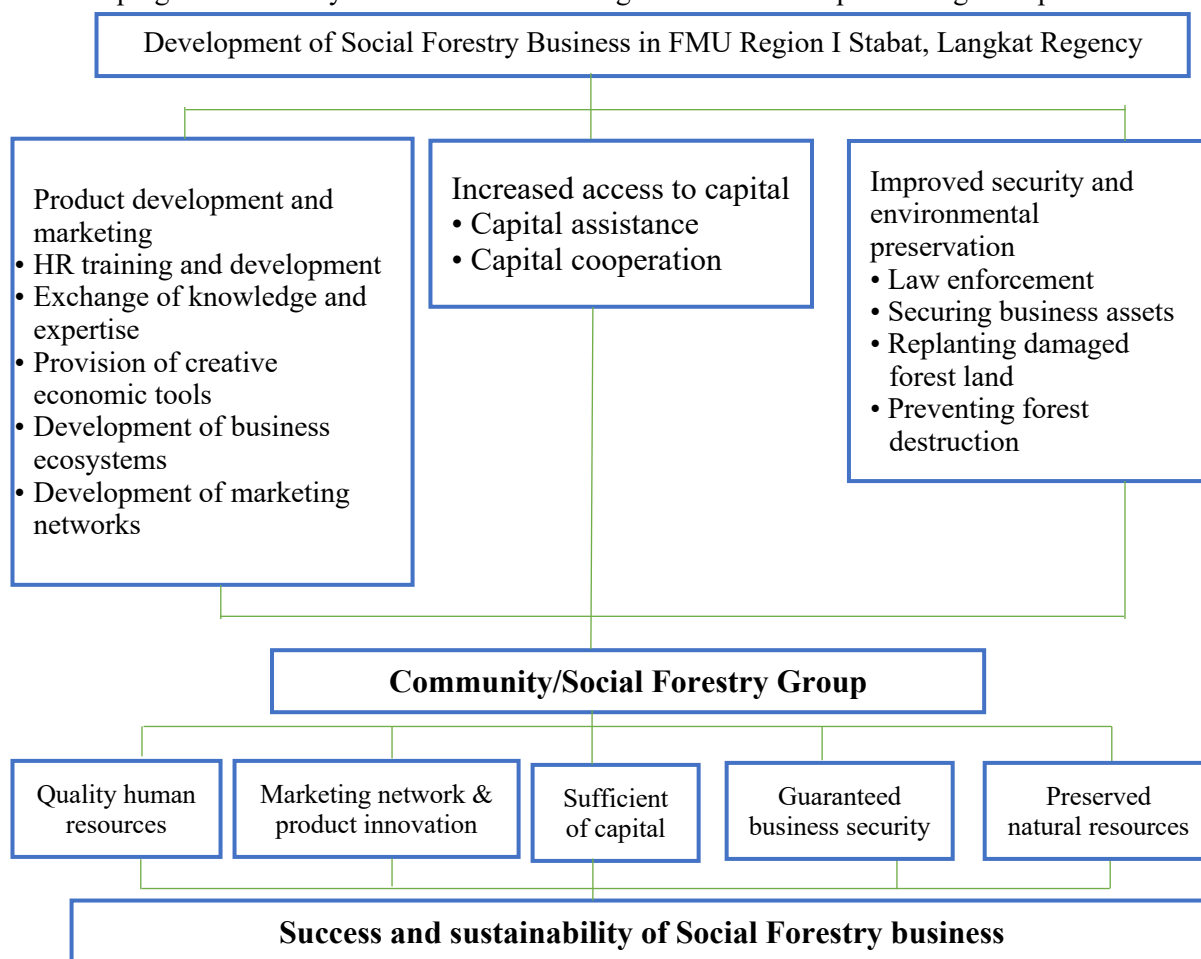 Development of Social Forestry Business in FMU Region I Stabat, Langkat Regency
Product development and
marketing
• HR training and development
• Exchange of knowledge and
expertise
• Provision of creative
economic tools
• Development of business
ecosystems
• Development of marketing
networks
Increased access to capital
• Capital assistance
• Capital cooperation
Improved security and
environmental
preservation
• Law enforcement
• Securing business assets
• Replanting damaged
forest land
• Preventing forest
destruction
Community/Social Forestry Group
Quality human
resources
Marketing network &
product innovation
Sufficient
of capital
Guaranteed
business security
Preserved
natural resources
Success and sustainability of Social Forestry business